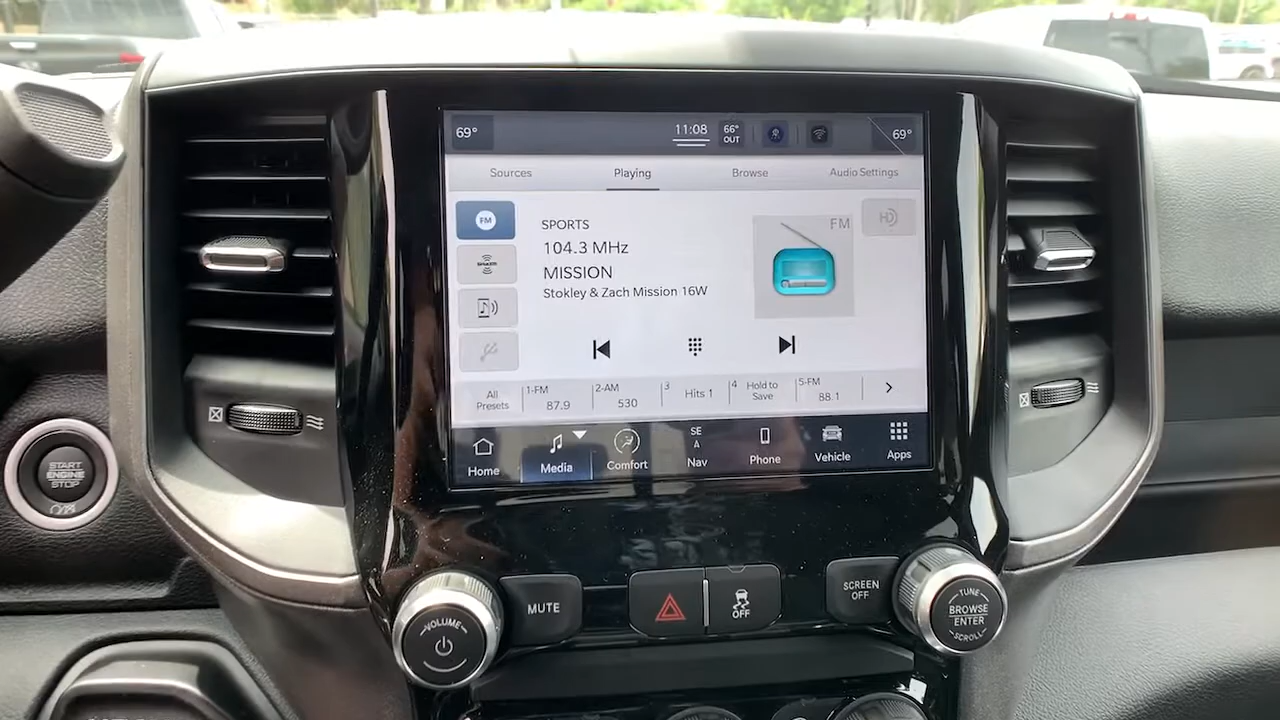 69°
11:08
66°
OUT
69°
Sources
Playing
Browse
Audio Settings
FM
SPORTS
104.3 MHz
MISSION
Stokley & Zach Mission 16W
FM
HD
All
Presets
1-FM
87.9
2-AM
530
3
Hits 1
4
Hold to
Save
5-FM
88.1
Home
Media
Comfort
SE
A
Nav
Phone
Vehicle
Apps
START
ENGINE
STOP
VOLUME
MUTE
OFF
SCREEN
OFF
TUNE
BROWSE
ENTER
SCROLL